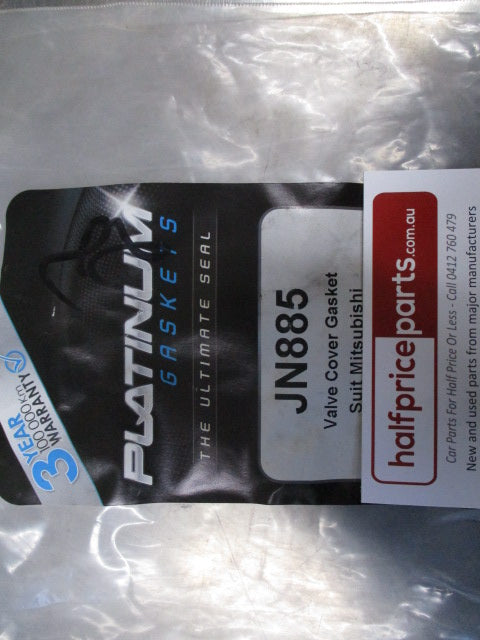 3 YEAR
100,000km
WARRANTY
PLATINUM
GASKETS
THE ULTIMATE SEAL
JN885
Valve Cover Gasket
Suit Mitsubishi
halfpriceparts.com.au
Car Parts For Half Price Or Less - Call 0412 760 479
New and used parts from major manufacturers